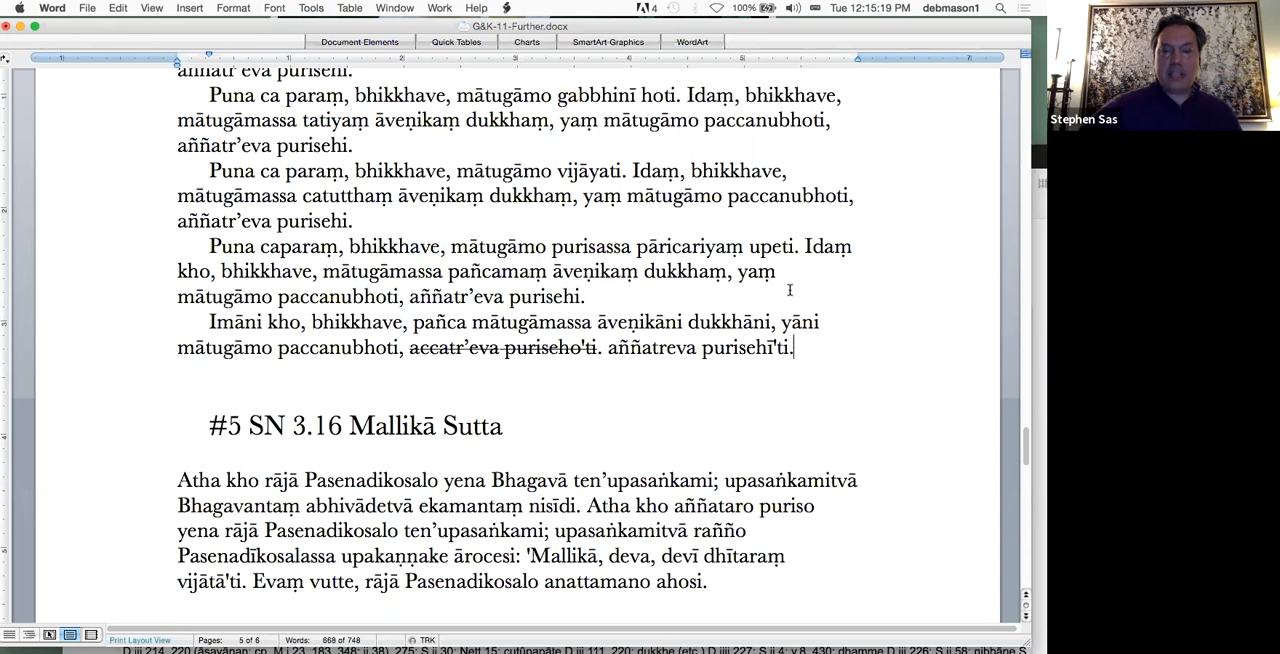 Word File Edit View Insert Format Font Tools Table Window Work Help 4 100% Tue 12:15:19 PM debmason1
G&K-11-Further.docx
Document Elements Quick Tables Charts SmartArt Graphics WordArt
aññatr'eva purisehi.
Puna ca paraṃ, bhikkhave, mātugāmo gabbhinī hoti. Idaṃ, bhikkhave,
mātugāmassa tatiyaṃ āveṇikaṃ dukkhaṃ, yaṃ mātugāmo paccanubhoti,
aññatr’eva purisehi.
Puna ca paraṃ, bhikkhave, mātugāmo vijāyati. Idaṃ, bhikkhave,
mātugāmassa catutthaṃ āveṇikaṃ dukkhaṃ, yaṃ mātugāmo paccanubhoti,
aññatr’eva purisehi.
Puna caparaṃ, bhikkhave, mātugāmo purisassa pāricariyaṃ upeti. Idaṃ
kho, bhikkhave, mātugāmassa pañcamaṃ āveṇikaṃ dukkhaṃ, yaṃ
mātugāmo paccanubhoti, aññatr’eva purisehi.
Imāni kho, bhikkhave, pañca mātugāmassa āveṇikāni dukkhāni, yāni
mātugāmo paccanubhoti, accatr’eva puriseho'ti. aññatreva purisehī'ti.
#5 SN 3.16 Mallikā Sutta
Atha kho rājā Pasenadikosalo yena Bhagavā ten’upasaṅkami; upasaṅkamitvā
Bhagavantaṃ abhivādetvā ekamantaṃ nisīdi. Atha kho aññataro puriso
yena rājā Pasenadikosalo ten’upasaṅkami; upasaṅkamitvā rañño
Pasenadīkosalassa upakaṇṇake ārocesi: 'Mallikā, deva, devī dhītaraṃ
vijātā'ti. Evaṃ vutte, rājā Pasenadikosalo anattamano ahosi.
Print Layout View Pages: 5 of 6 Words: 668 of 748 TRK
Stephen Sas